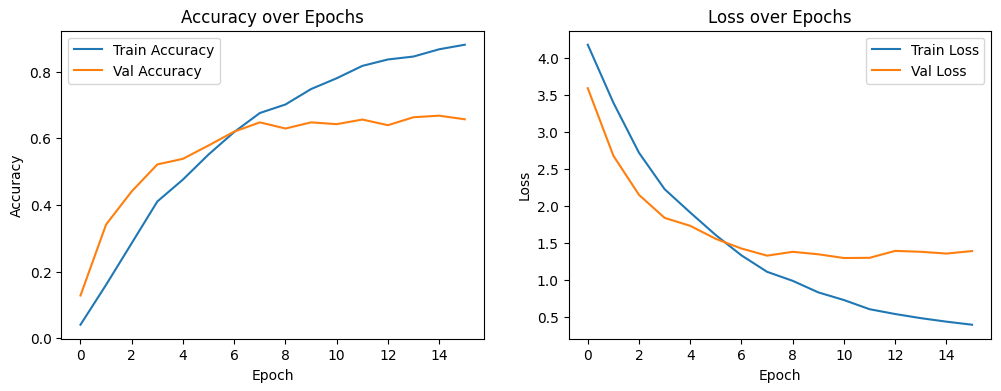 Accuracy over Epochs
Train Accuracy
Val Accuracy
0.8
0.6
0.4
0.2
0.0
Accuracy
0 2 4 6 8 10 12 14
Epoch
Loss over Epochs
Train Loss
Val Loss
4.0
3.5
3.0
2.5
2.0
1.5
1.0
0.5
Loss
0 2 4 6 8 10 12 14
Epoch